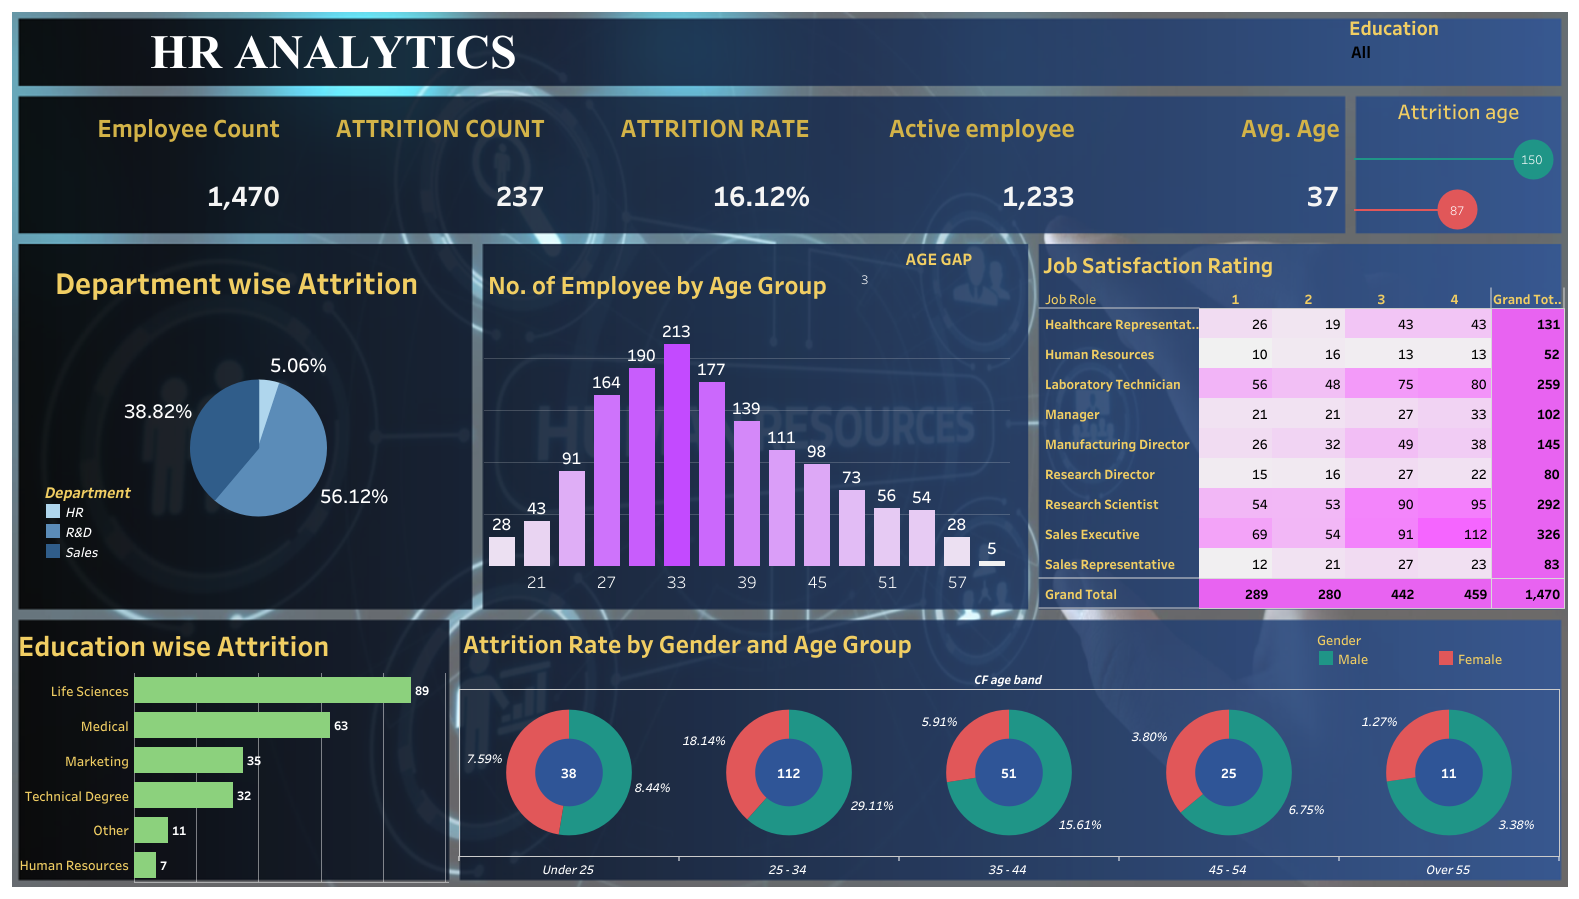 HR ANALYTICS
Education
All
Employee Count
ATTRITION COUNT
ATTRITION RATE
Active employee
Avg. Age
1,470
237
16.12%
1,233
37
Attrition age
150
87
Department wise Attrition
5.06%
38.82%
56.12%
Department
HR
R&D
Sales
No. of Employee by Age Group
AGE GAP
3
28
43
91
164
190
213
177
139
111
98
73
56
54
28
5
21
27
33
39
45
51
57
HUMAN RESOURCES
Job Satisfaction Rating
Job Role 1 2 3 4 Grand Tot..
Healthcare Representat.. 26 19 43 43 131
Human Resources 10 16 13 13 52
Laboratory Technician 56 48 75 80 259
Manager 21 21 27 33 102
Manufacturing Director 26 32 49 38 145
Research Director 15 16 27 22 80
Research Scientist 54 53 90 95 292
Sales Executive 69 54 91 112 326
Sales Representative 12 21 27 23 83
Grand Total 289 280 442 459 1,470
Education wise Attrition
Life Sciences 89
Medical 63
Marketing 35
Technical Degree 32
Other 11
Human Resources 7
Attrition Rate by Gender and Age Group
Gender
Male
Female
CF age band
7.59%
38
8.44%
18.14%
112
29.11%
5.91%
51
15.61%
3.80%
25
6.75%
1.27%
11
3.38%
Under 25
25 - 34
35 - 44
45 - 54
Over 55